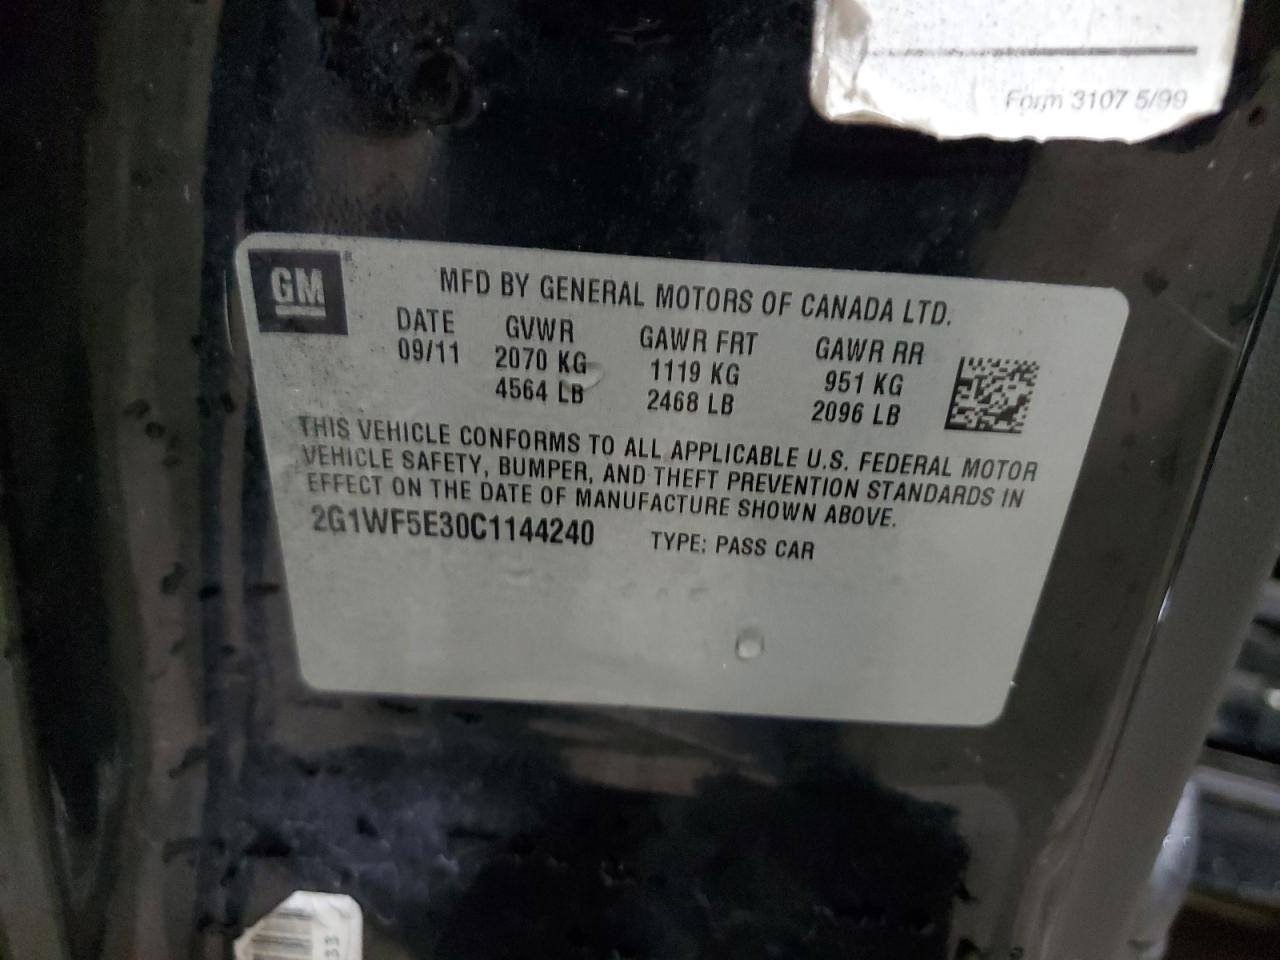 Form 3107 5/99
GM
MFD BY GENERAL MOTORS OF CANADA LTD.
DATE GVWR GAWR FRT GAWR RR
09/11 2070 KG 1119 KG 951 KG
4564 LB 2468 LB 2096 LB
THIS VEHICLE CONFORMS TO ALL APPLICABLE U.S. FEDERAL MOTOR
VEHICLE SAFETY, BUMPER, AND THEFT PREVENTION STANDARDS IN
EFFECT ON THE DATE OF MANUFACTURE SHOWN ABOVE.
2G1WF5E30C1144240 TYPE: PASS CAR
33